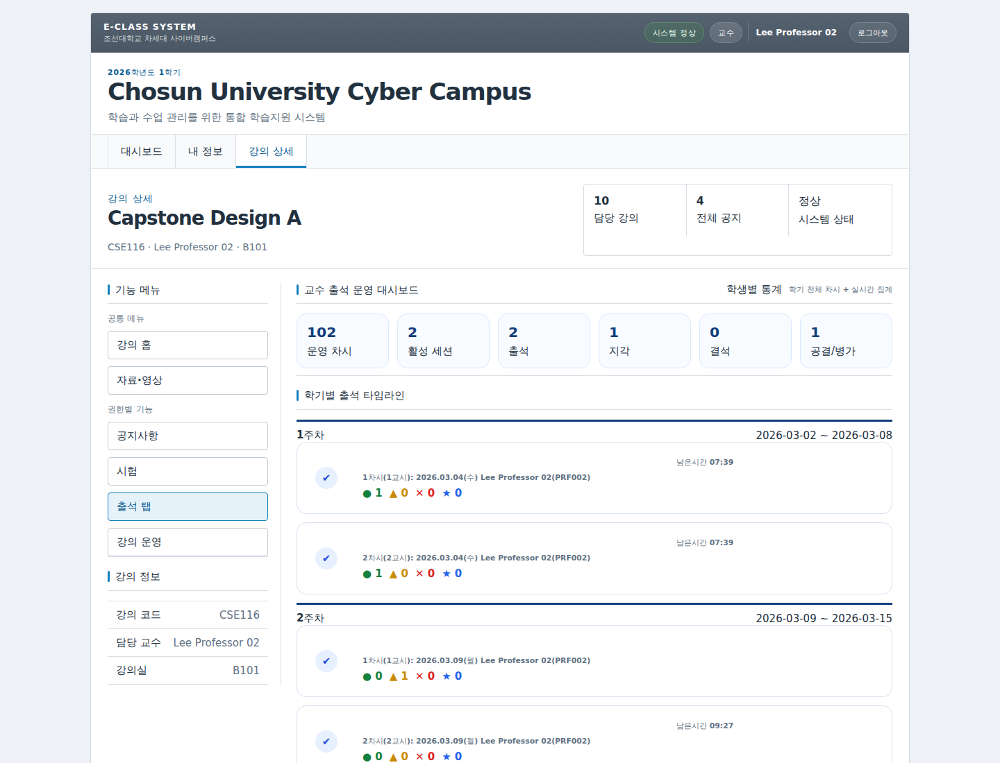 E-CLASS SYSTEM
조선대학교 차세대 사이버캠퍼스
시스템 정상
교수
Lee Professor 02
로그아웃
2026학년도 1학기
Chosun University Cyber Campus
학습과 수업 관리를 위한 통합 학습지원 시스템
대시보드
내 정보
강의 상세
강의 상세
Capstone Design A
CSE116 · Lee Professor 02 · B101
10
담당 강의
4
전체 공지
정상
시스템 상태
기능 메뉴
공통 메뉴
강의 홈
자료·영상
권한별 기능
공지사항
시험
출석 탭
강의 운영
강의 정보
강의 코드 CSE116
담당 교수 Lee Professor 02
강의실 B101
교수 출석 운영 대시보드
학생별 통계 학기 전체 차시 + 실시간 집계
102
운영 차시
2
활성 세션
2
출석
1
지각
0
결석
1
공결/병가
학기별 출석 타임라인
1주차 2026-03-02 ~ 2026-03-08
남은시간 07:39
✔
1차시(1교시): 2026.03.04(수) Lee Professor 02(PRF002)
● 1 ▲ 0 ✕ 0 ★ 0
남은시간 07:39
✔
2차시(2교시): 2026.03.04(수) Lee Professor 02(PRF002)
● 1 ▲ 0 ✕ 0 ★ 0
2주차 2026-03-09 ~ 2026-03-15
✔
1차시(1교시): 2026.03.09(월) Lee Professor 02(PRF002)
● 0 ▲ 1 ✕ 0 ★ 0
남은시간 09:27
✔
2차시(2교시): 2026.03.09(월) Lee Professor 02(PRF002)
● 0 ▲ 0 ✕ 0 ★ 0